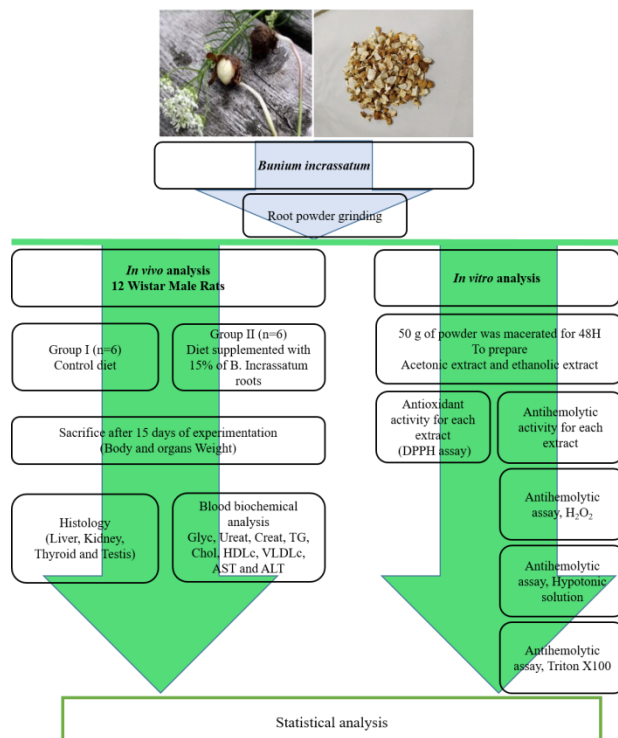 Bunium incrassatum
Root powder grinding
In vivo analysis
12 Wistar Male Rats
Group I (n=6)
Control diet
Group II (n=6)
Diet supplemented with
15% of B. Incrassatum
roots
Sacrifice after 15 days of experimentation
(Body and organs Weight)
Histology
(Liver, Kidney,
Thyroid and Testis)
Blood biochemical
analysis
Glyc, Ureat, Creat, TG,
Chol, HDLc, VLDLc,
AST and ALT
In vitro analysis
50 g of powder was macerated for 48H
To prepare
Acetonic extract and ethanolic extract
Antioxidant
activity for each
extract
(DPPH assay)
Antihemolytic
activity for each
extract
Antihemolytic
assay, H₂O₂
Antihemolytic
assay, Hypotonic
solution
Antihemolytic
assay, Triton X100
Statistical analysis